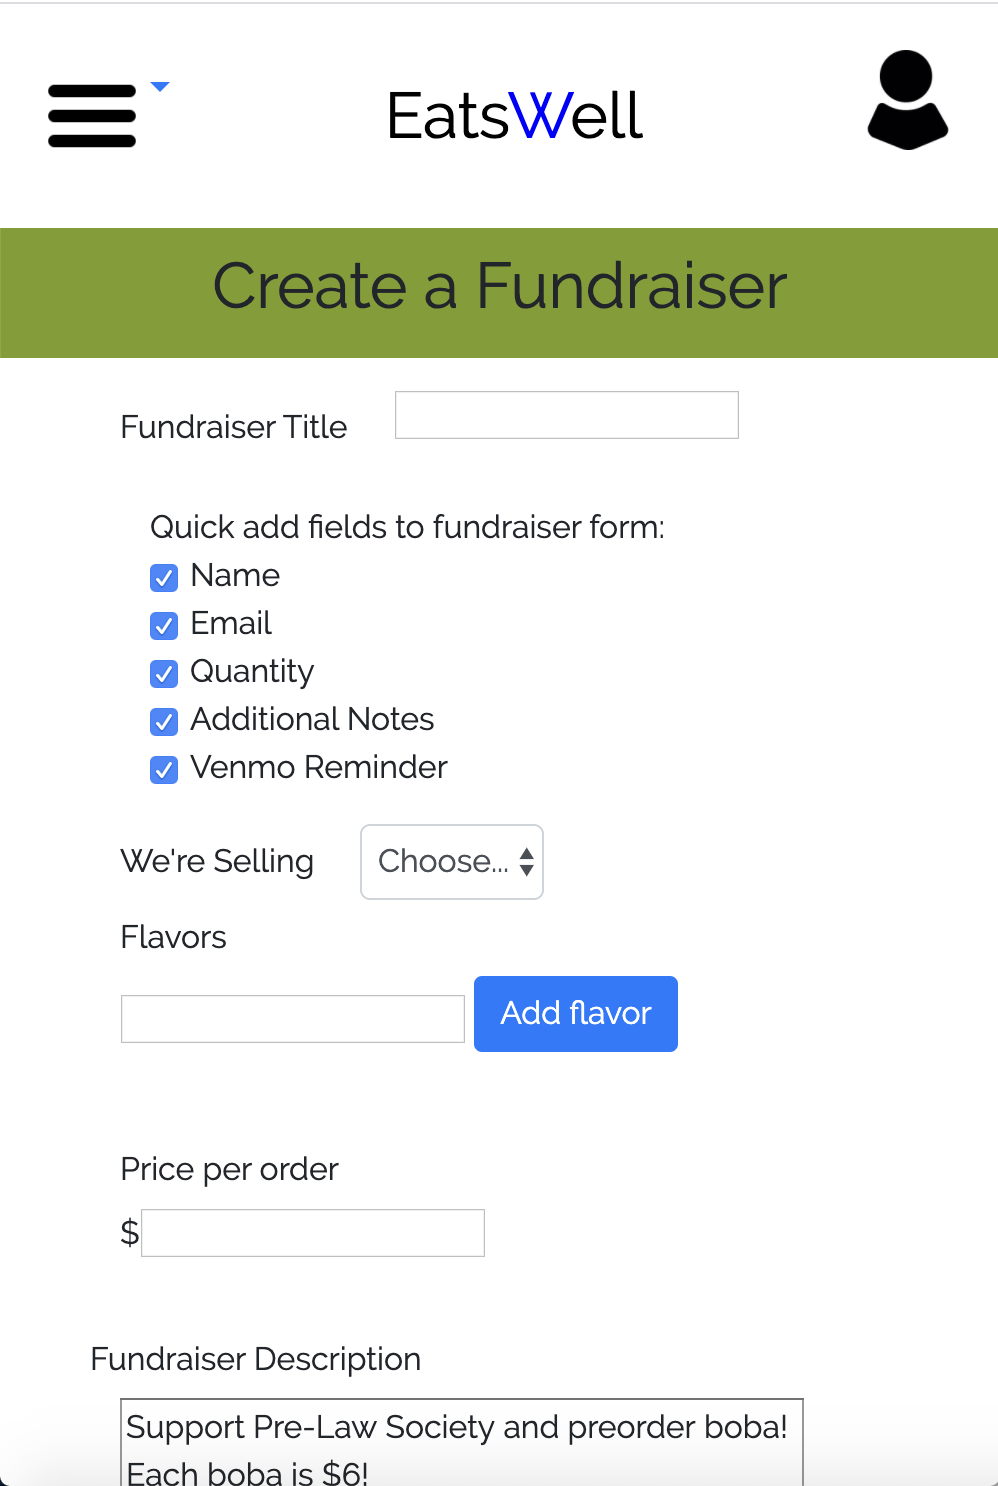 EatsWell
Create a Fundraiser
Fundraiser Title
Quick add fields to fundraiser form:
Name
Email
Quantity
Additional Notes
Venmo Reminder
We're Selling Choose...
Flavors
Add flavor
Price per order
$
Fundraiser Description
Support Pre-Law Society and preorder boba!
Each boba is $6!